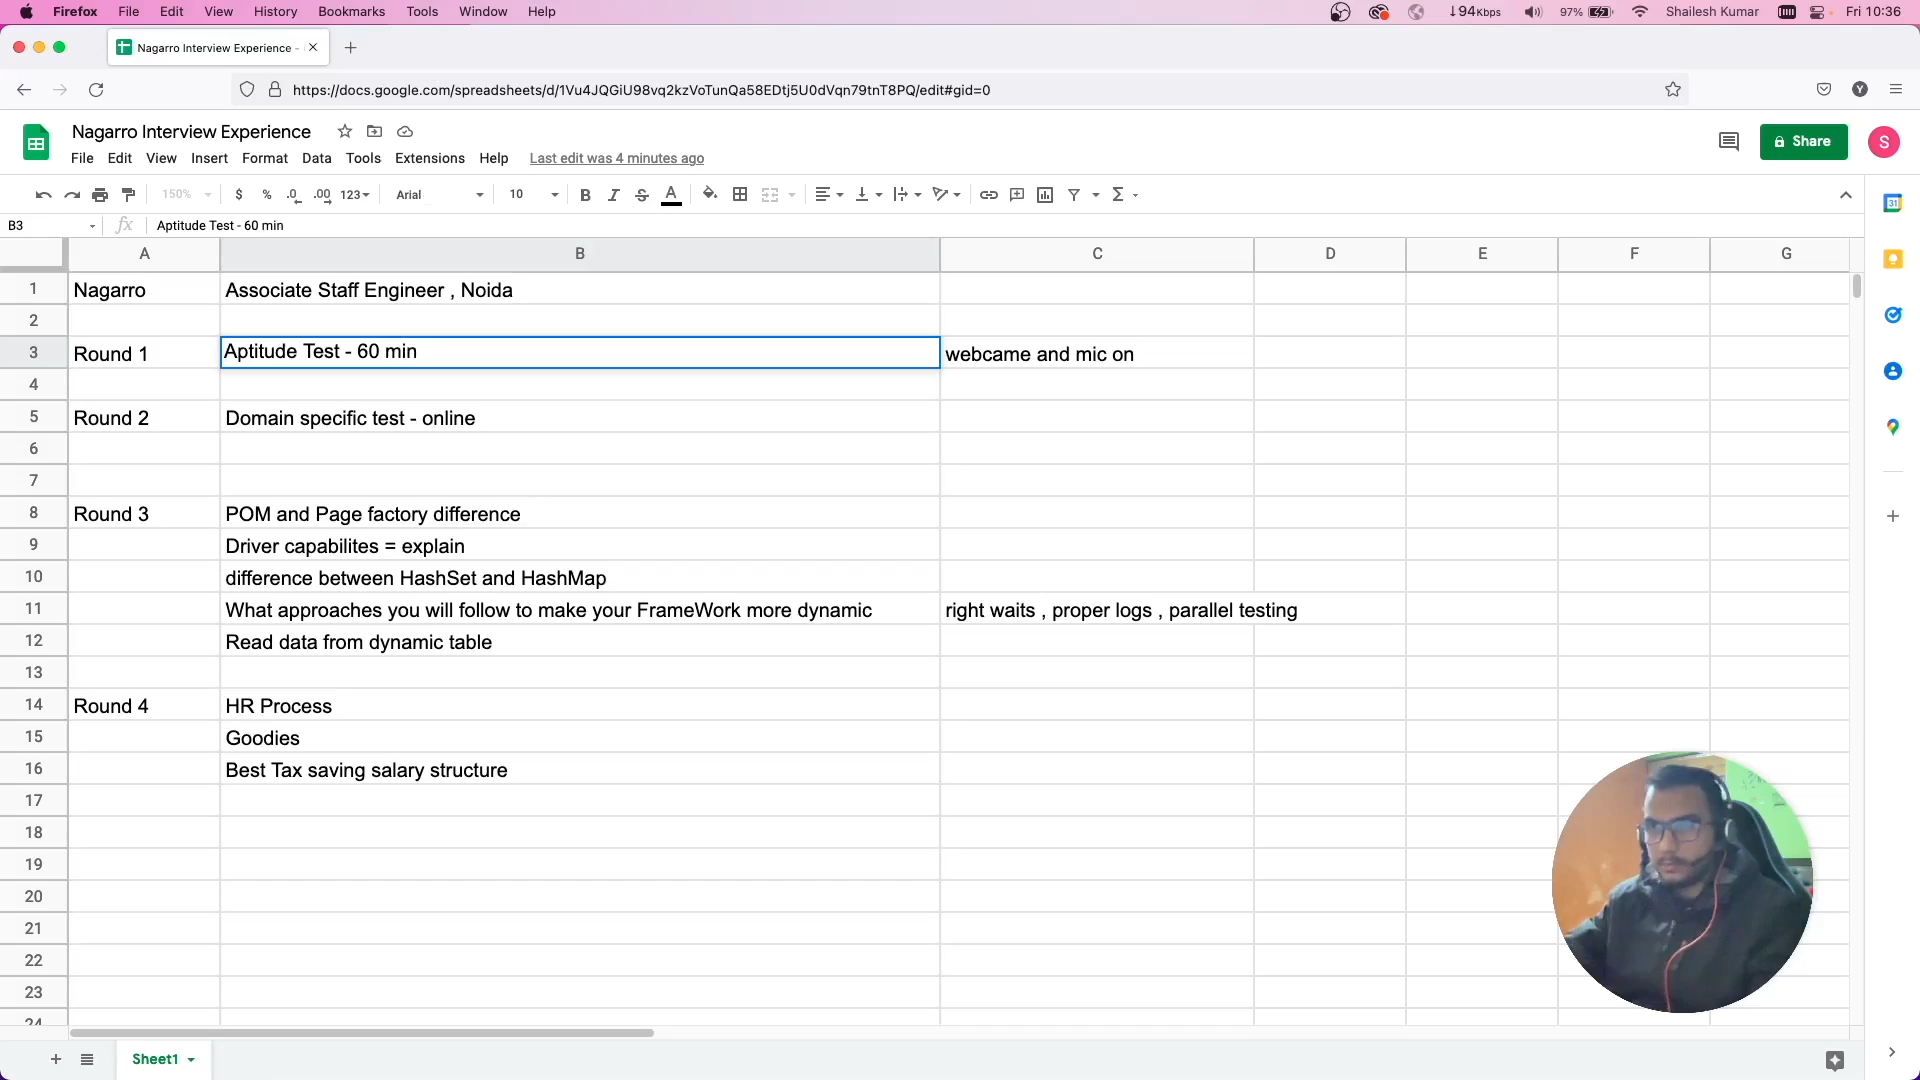 Firefox File Edit View History Bookmarks Tools Window Help 94Kbps 97% Shailesh Kumar Fri 10:36
Nagarro Interview Experience -
https://docs.google.com/spreadsheets/d/1Vu4JQGiU98vq2kzVoTunQa58EDtj5U0dVqn79tnT8PQ/edit#gid=0
Nagarro Interview Experience
File Edit View Insert Format Data Tools Extensions Help Last edit was 4 minutes ago Share S
150% $ % .0 .00 123 Arial 10 B I S A Σ
B3 fx Aptitude Test - 60 min
A B C D E F G
1 Nagarro Associate Staff Engineer , Noida
2
3 Round 1 Aptitude Test - 60 min webcame and mic on
4
5 Round 2 Domain specific test - online
6
7
8 Round 3 POM and Page factory difference
9 Driver capabilites = explain
10 difference between HashSet and HashMap
11 What approaches you will follow to make your FrameWork more dynamic right waits , proper logs , parallel testing
12 Read data from dynamic table
13
14 Round 4 HR Process
15 Goodies
16 Best Tax saving salary structure
17
18
19
20
21
22
23
24
Sheet1